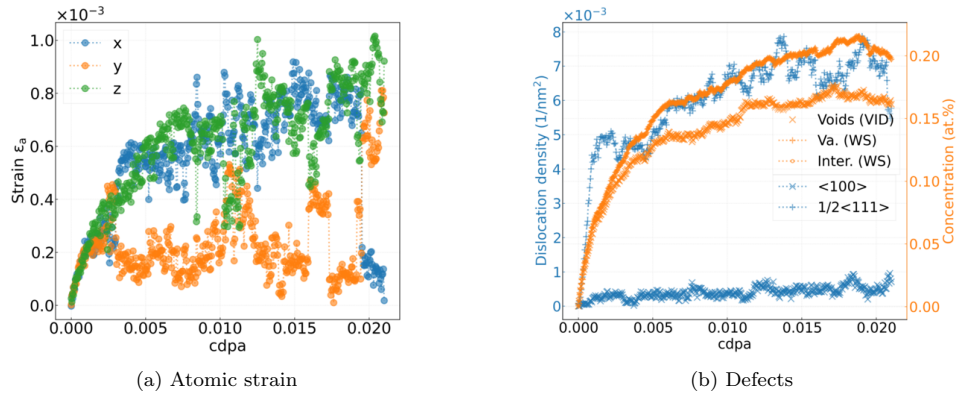 ×10⁻³
1.0
0.8
0.6
0.4
0.2
0.0
Strain εₐ
x
y
z
0.000 0.005 0.010 0.015 0.020
cdpa
(a) Atomic strain
×10⁻³
8
7
6
5
4
3
2
1
0
Dislocation density (1/nm²)
Voids (VID)
Va. (WS)
Inter. (WS)
<100>
1/2<111>
0.20
0.15
0.10
0.05
0.00
Concentration (at.%)
0.000 0.005 0.010 0.015 0.020
cdpa
(b) Defects